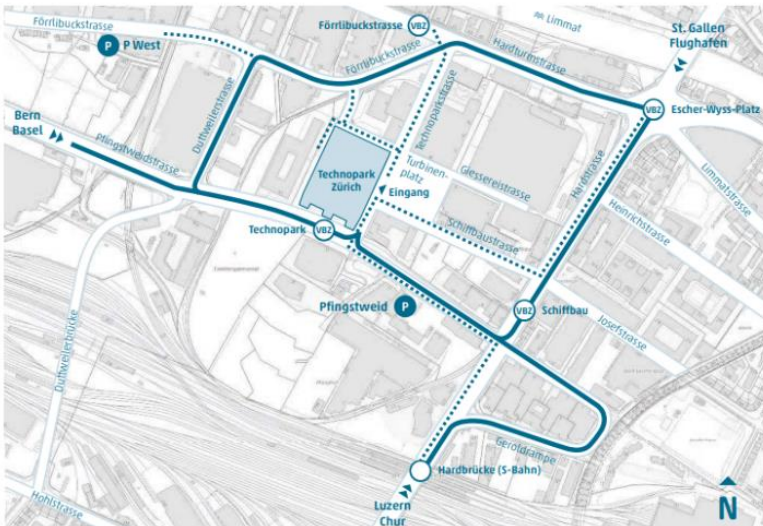 Förrlibuckstrasse
P
P West
Förrlibuckstrasse
VBZ
Limmat
St. Gallen
Flughafen
Hardturmstrasse
Förrlibuckstrasse
VBZ
Escher-Wyss-Platz
Bern
Basel
Pfingstweidstrasse
Duttweilerstrasse
Technoparkstrasse
Technopark
Zürich
Turbinen-
platz
Eingang
Giessereistrasse
Hardstrasse
Limmatstrasse
Heinrichstrasse
Schiffbaustrasse
Technopark
VBZ
Pfingstweid
P
VBZ
Schiffbau
Josefstrasse
Duttweilerbrücke
Geroldrampe
Hardbrücke (S-Bahn)
Hohlstrasse
Luzern
Chur
N